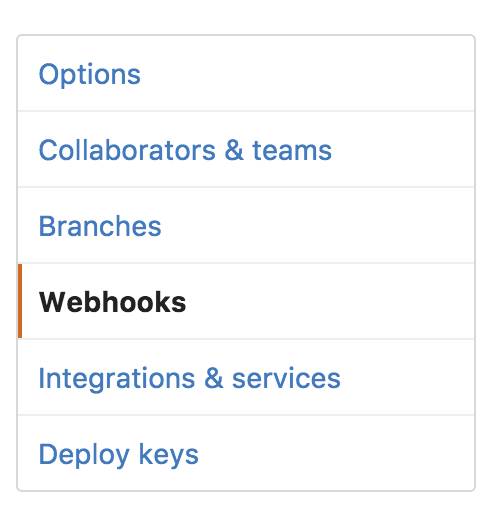 Options
Collaborators & teams
Branches
Webhooks
Integrations & services
Deploy keys